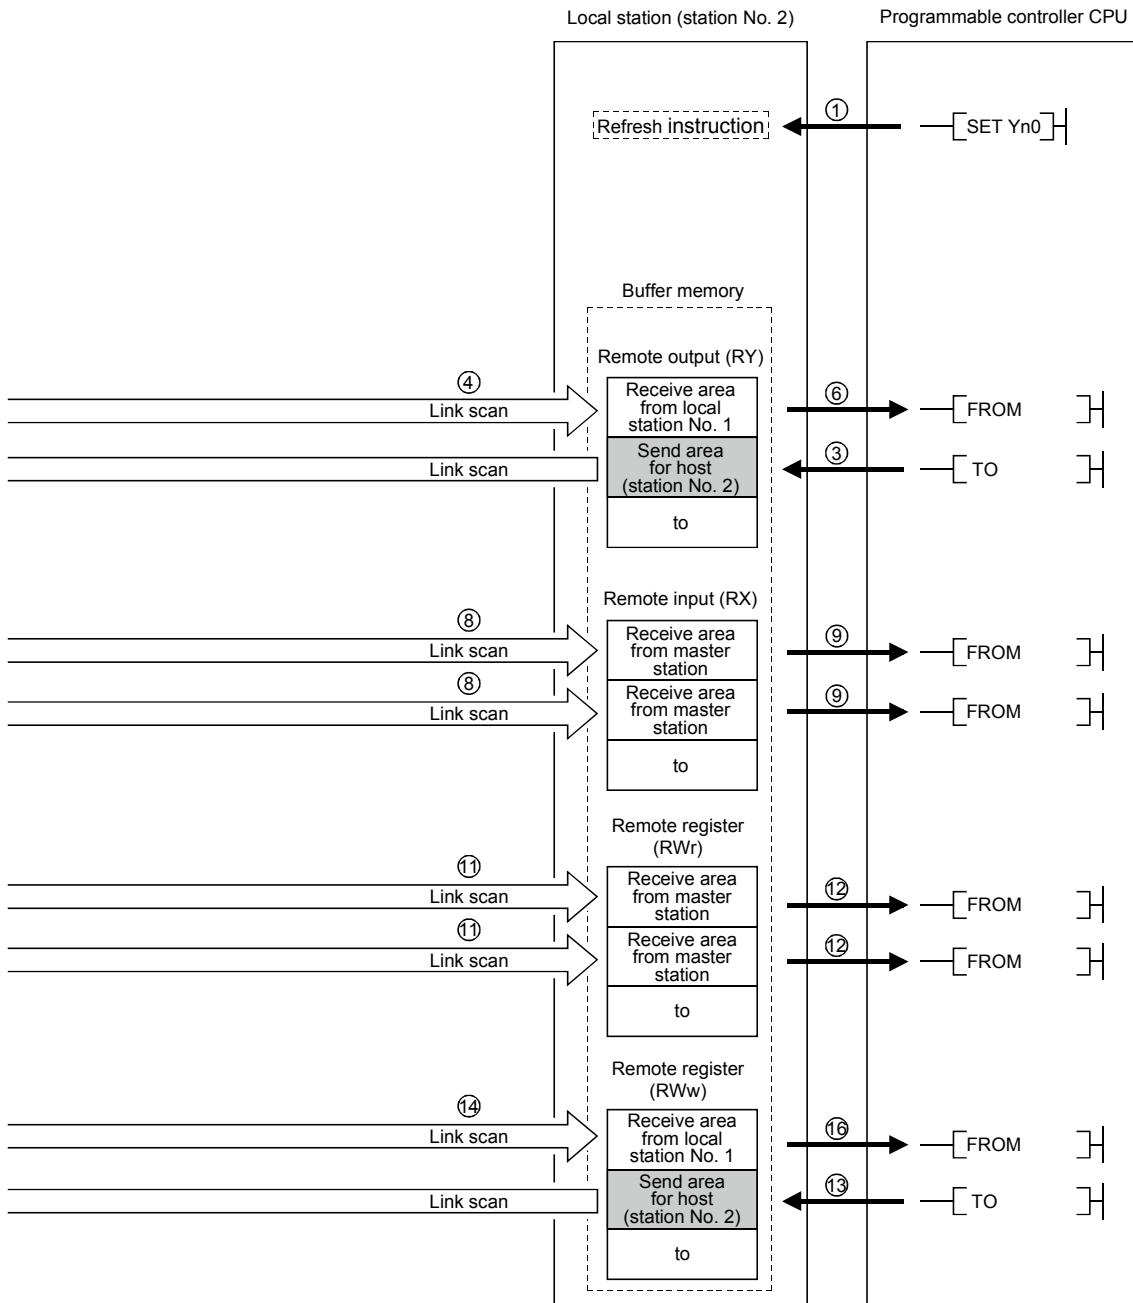 Local station (station No. 2)
Programmable controller CPU
①
Refresh instruction
SET Yn0
Buffer memory
Remote output (RY)
④
Link scan
Receive area
from local
station No. 1
⑥
FROM
Link scan
Send area
for host
(station No. 2)
③
TO
to
Remote input (RX)
⑧
Link scan
Receive area
from master
station
⑨
FROM
⑧
Link scan
Receive area
from master
station
⑨
FROM
to
Remote register
(RWr)
⑪
Link scan
Receive area
from master
station
⑫
FROM
⑪
Link scan
Receive area
from master
station
⑫
FROM
to
Remote register
(RWw)
⑭
Link scan
Receive area
from local
station No. 1
⑯
FROM
Link scan
Send area
for host
(station No. 2)
⑬
TO
to